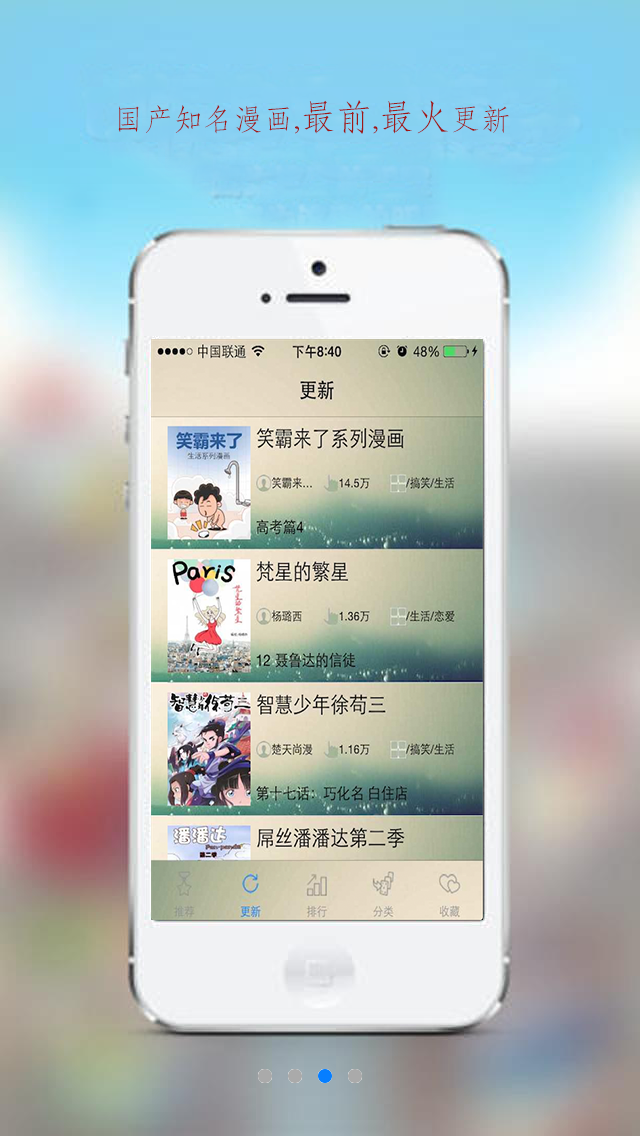 国产知名漫画,最前,最火更新
中国联通 下午8:40 48%
更新
笑霸来了
生活系列漫画
笑霸来了系列漫画
笑霸来... 14.5万 /搞笑/生活
高考篇4
Paris
梵星的繁星
杨璐西 1.36万 /生活/恋爱
12 聂鲁达的信徒
智慧少年徐苟三
智慧少年徐苟三
楚天尚漫 1.16万 /搞笑/生活
第十七话：巧化名 白住店
潘潘达
第二季
屌丝潘潘达第二季
推荐 更新 排行 分类 收藏